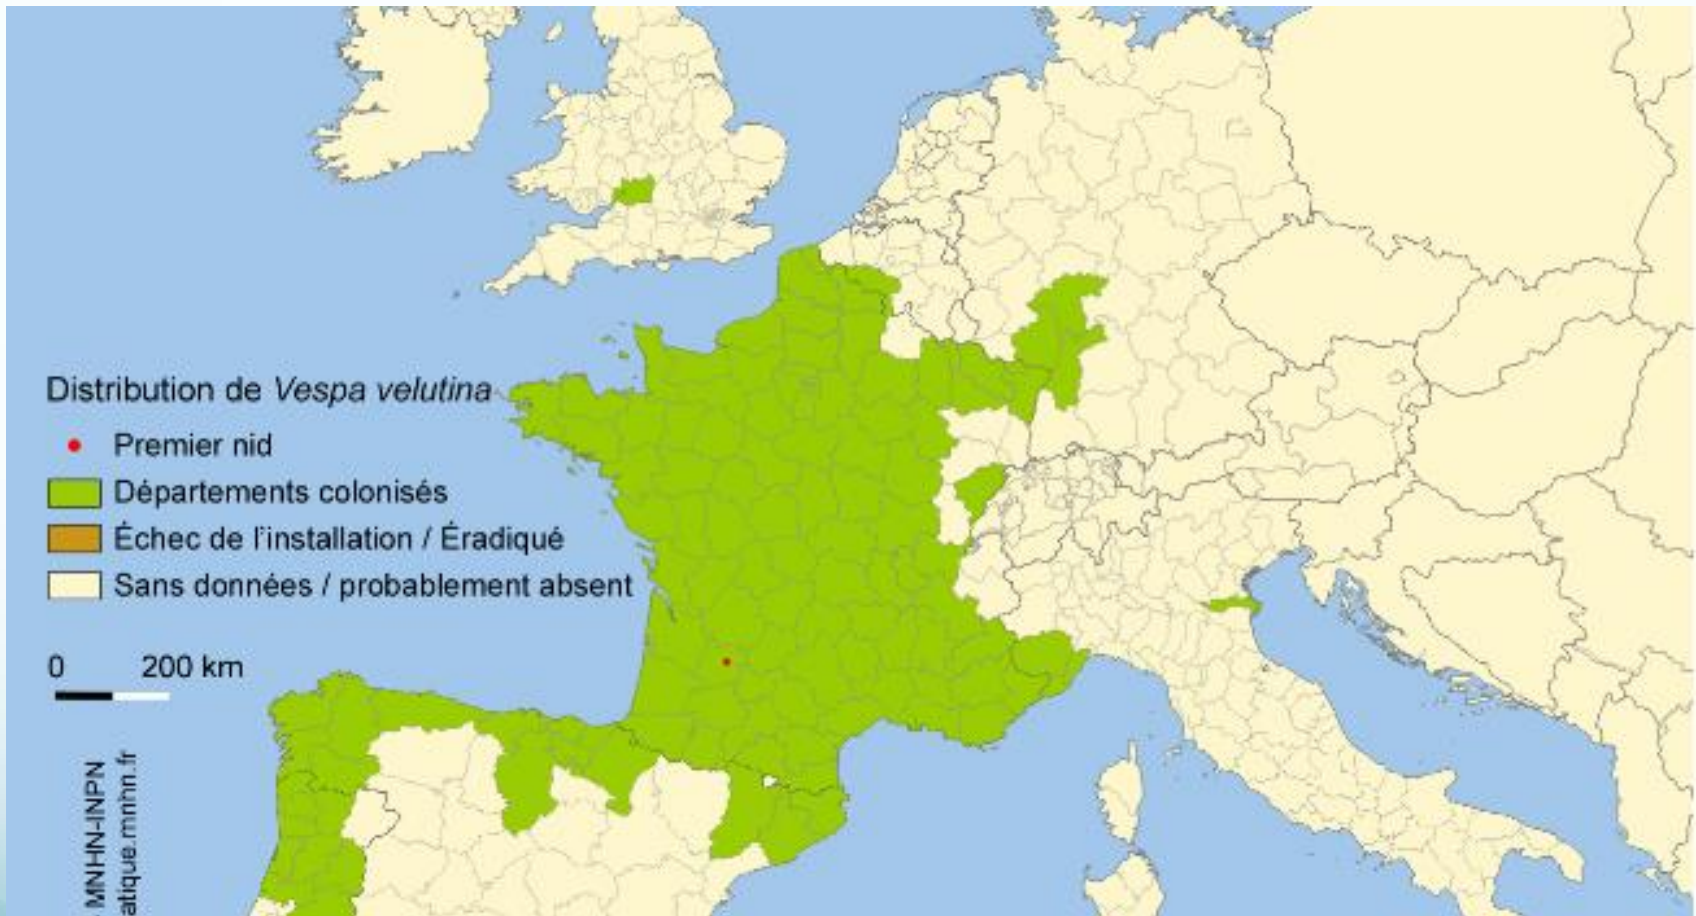 Distribution de Vespa velutina
Premier nid
Départements colonisés
Échec de l'installation / Éradiqué
Sans données / probablement absent
0 200 km
MNHN-INPN
atique.mnhn.fr